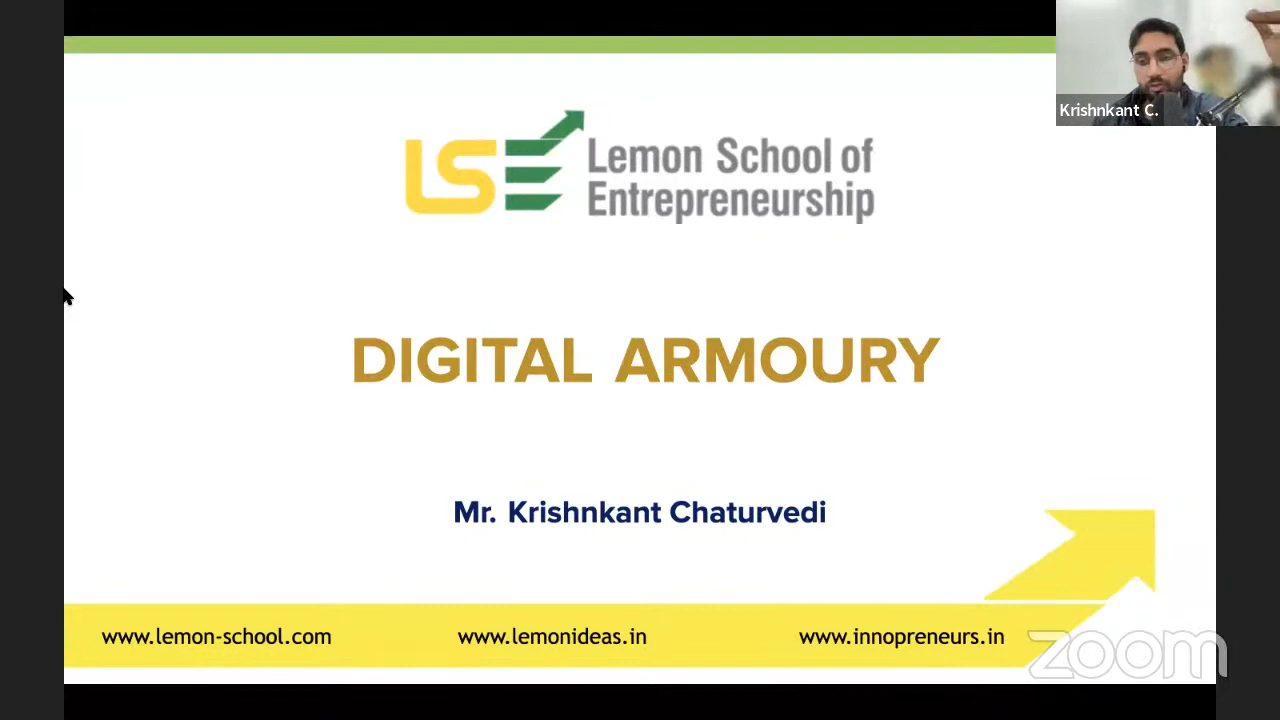 Krishnkant C.
LSE
Lemon School of
Entrepreneurship
DIGITAL ARMOURY
Mr. Krishnkant Chaturvedi
www.lemon-school.com
www.lemonideas.in
www.innopreneurs.in
zoom